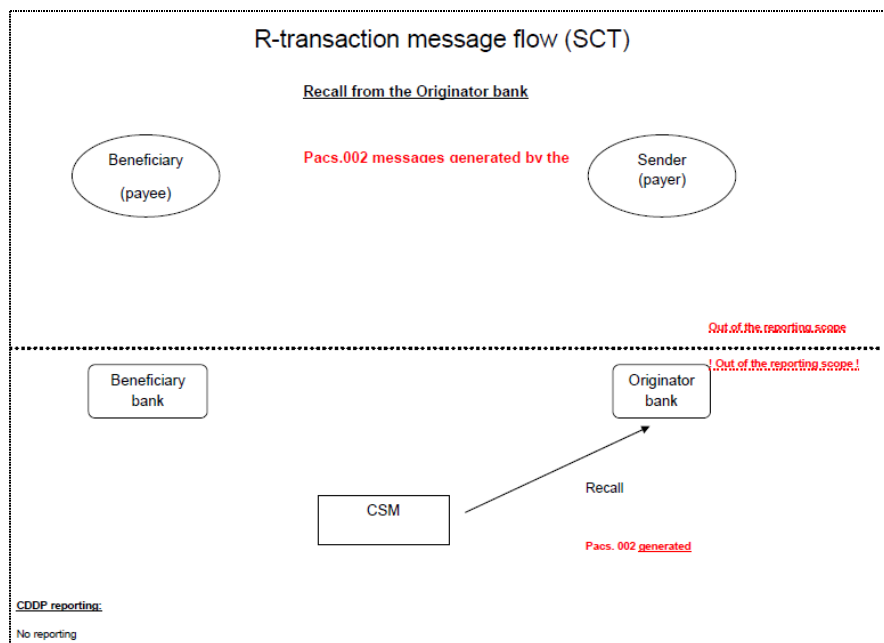 R-transaction message flow (SCT)
Recall from the Originator bank
Beneficiary
(payee)
Pacs.002 messages generated by the
Sender
(payer)
Out of the reporting scope
! Out of the reporting scope !
Beneficiary
bank
Originator
bank
CSM
Recall
Pacs. 002 generated
CDDP reporting:
No reporting